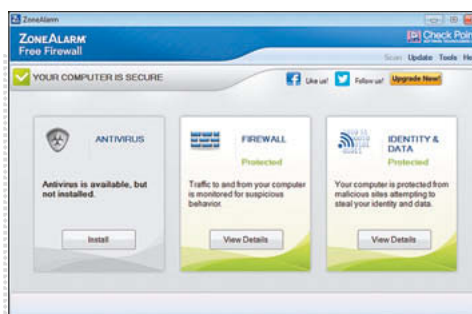 ZoneAlarm
ZONEALARM
Free Firewall
Check Poin
Scan Update Tools He
YOUR COMPUTER IS SECURE
Like us! Follow us! Upgrade Now!
ANTIVIRUS
Antivirus is available, but
not installed.
Install
FIREWALL
Protected
Traffic to and from your computer
is monitored for suspicious
behavior.
View Details
IDENTITY &
DATA
Protected
Your computer is protected from
malicious sites attempting to
steal your identity and data.
View Details